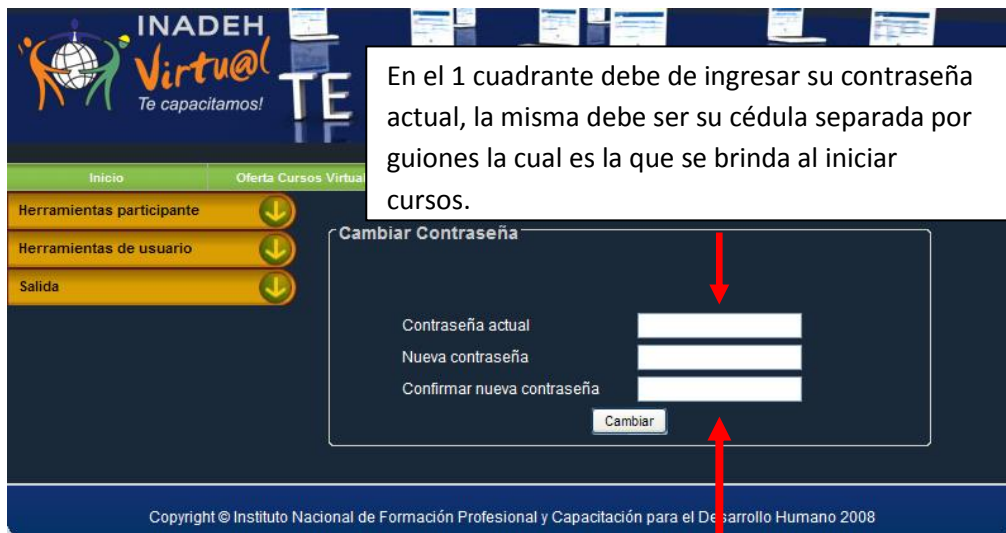 INADEH
Virtu@l
Te capacitamos!
TE
En el 1 cuadrante debe de ingresar su contraseña
actual, la misma debe ser su cédula separada por
guiones la cual es la que se brinda al iniciar
cursos.
Inicio
Oferta Cursos Virtual
Herramientas participante
Herramientas de usuario
Salida
Cambiar Contraseña
Contraseña actual
Nueva contraseña
Confirmar nueva contraseña
Cambiar
Copyright © Instituto Nacional de Formación Profesional y Capacitación para el Desarrollo Humano 2008